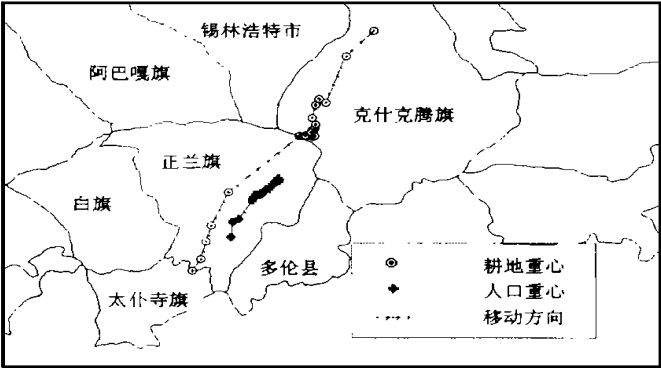 锡林浩特市
阿巴嘎旗
克什克腾旗
正兰旗
白旗
多伦县
太仆寺旗
耕地重心
人口重心
移动方向